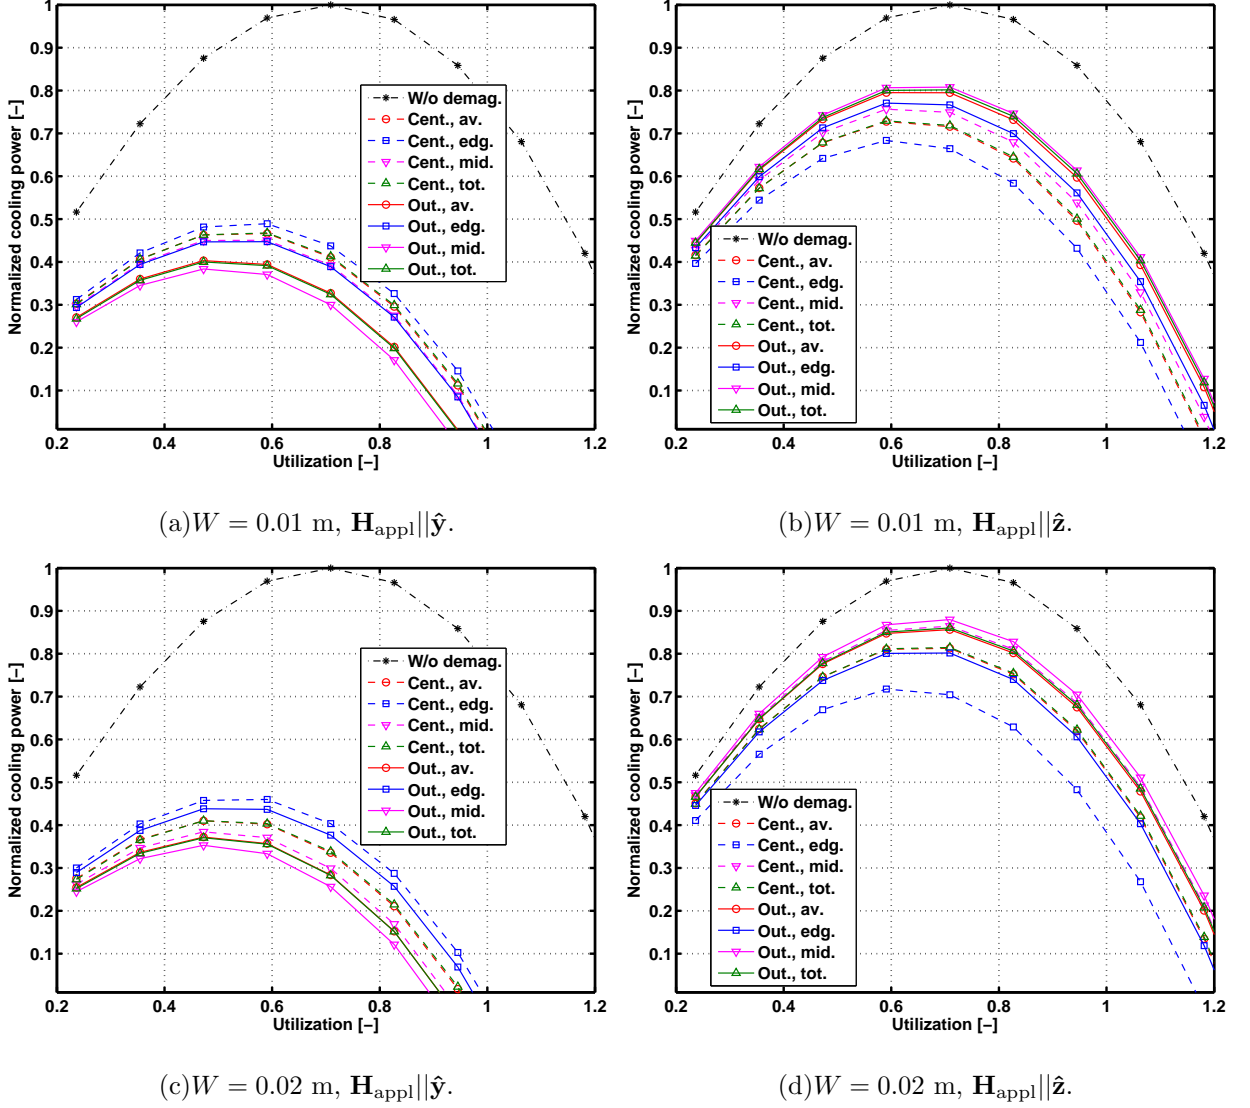 1
0.9
0.8
0.7
0.6
0.5
0.4
0.3
0.2
0.1
Normalized cooling power [–]
W/o demag.
Cent., av.
Cent., edg.
Cent., mid.
Cent., tot.
Out., av.
Out., edg.
Out., mid.
Out., tot.
0.2 0.4 0.6 0.8 1 1.2
Utilization [–]
(a)W = 0.01 m, H_appl||ŷ.
1
0.9
0.8
0.7
0.6
0.5
0.4
0.3
0.2
0.1
Normalized cooling power [–]
W/o demag.
Cent., av.
Cent., edg.
Cent., mid.
Cent., tot.
Out., av.
Out., edg.
Out., mid.
Out., tot.
0.2 0.4 0.6 0.8 1 1.2
Utilization [–]
(b)W = 0.01 m, H_appl||ẑ.
1
0.9
0.8
0.7
0.6
0.5
0.4
0.3
0.2
0.1
Normalized cooling power [–]
W/o demag.
Cent., av.
Cent., edg.
Cent., mid.
Cent., tot.
Out., av.
Out., edg.
Out., mid.
Out., tot.
0.2 0.4 0.6 0.8 1 1.2
Utilization [–]
(c)W = 0.02 m, H_appl||ŷ.
1
0.9
0.8
0.7
0.6
0.5
0.4
0.3
0.2
0.1
Normalized cooling power [–]
W/o demag.
Cent., av.
Cent., edg.
Cent., mid.
Cent., tot.
Out., av.
Out., edg.
Out., mid.
Out., tot.
0.2 0.4 0.6 0.8 1 1.2
Utilization [–]
(d)W = 0.02 m, H_appl||ẑ.